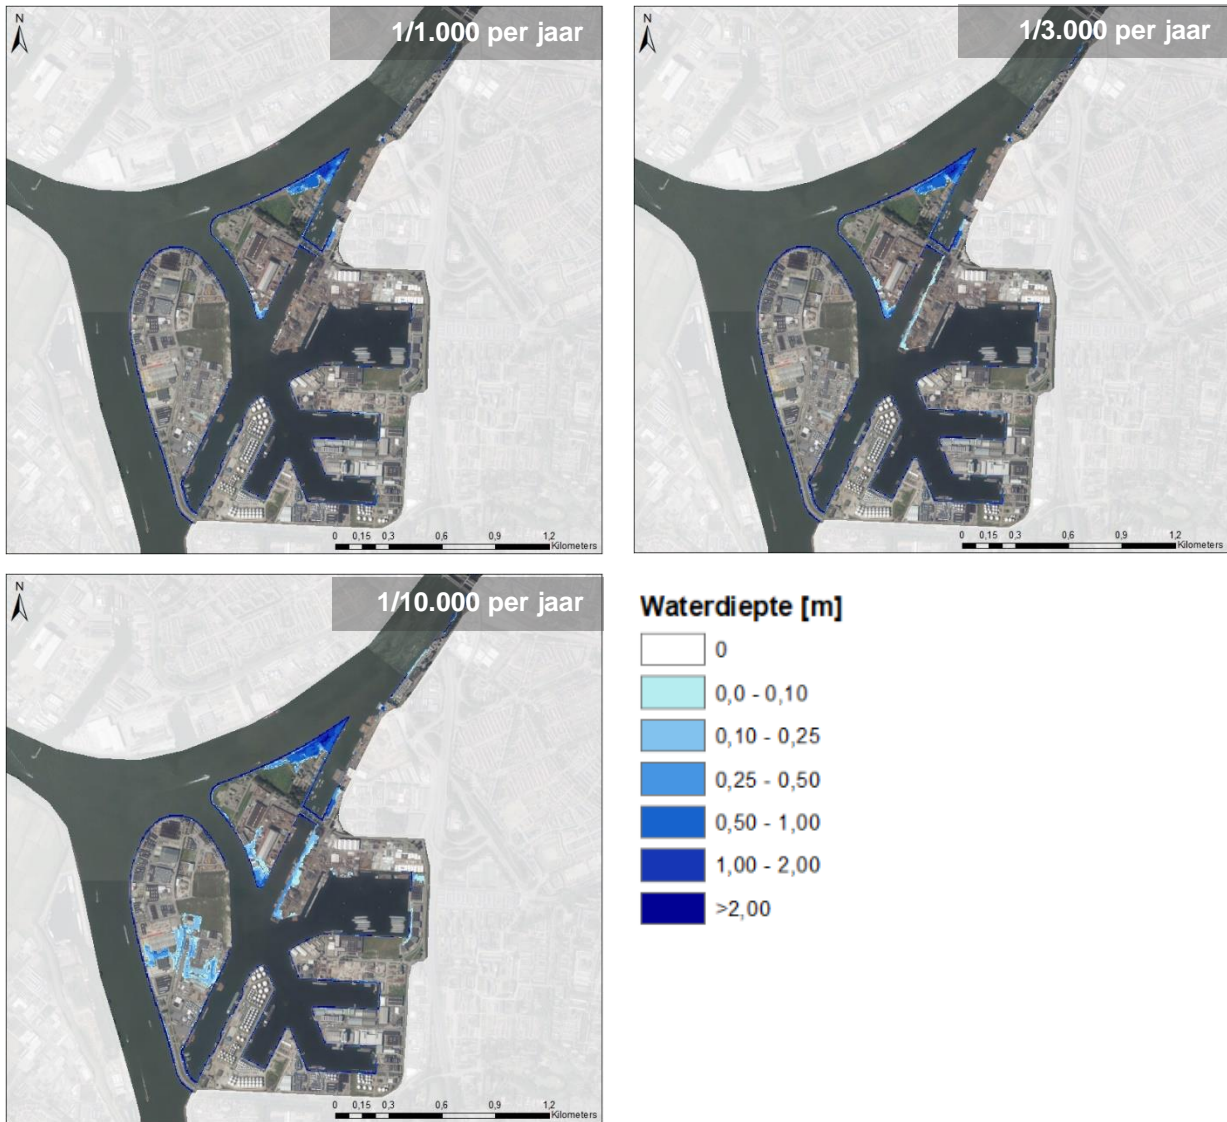 N
1/1.000 per jaar
0 0,15 0,3 0,6 0,9 1,2
Kilometers
N
1/3.000 per jaar
0 0,15 0,3 0,6 0,9 1,2
Kilometers
N
1/10.000 per jaar
0 0,15 0,3 0,6 0,9 1,2
Kilometers
Waterdiepte [m]
0
0,0 - 0,10
0,10 - 0,25
0,25 - 0,50
0,50 - 1,00
1,00 - 2,00
>2,00